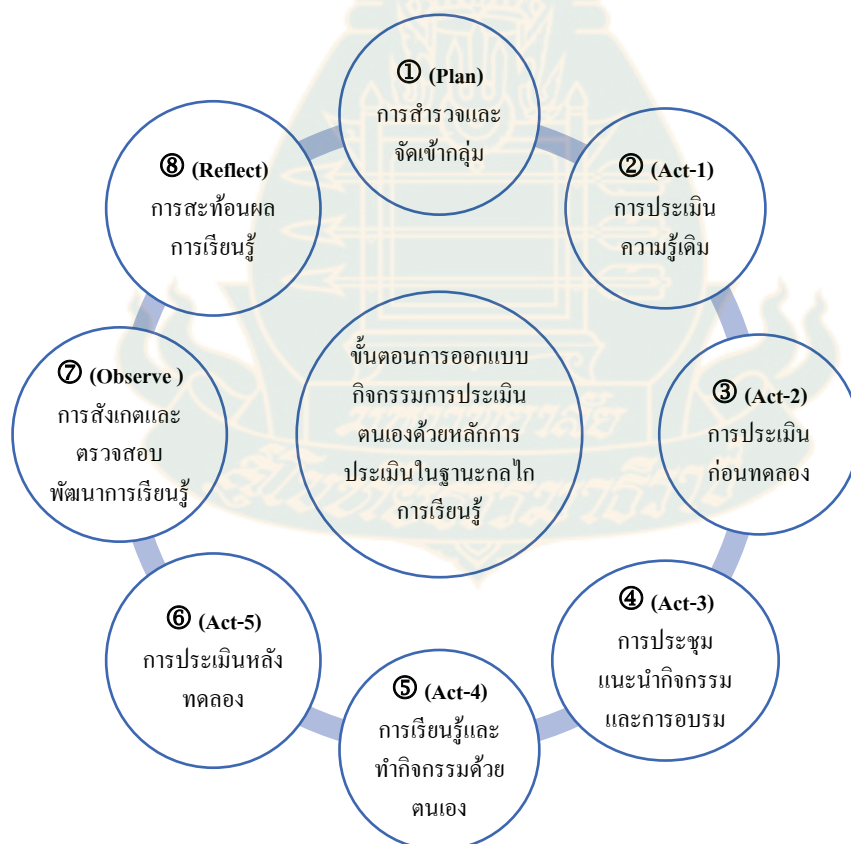 ① (Plan)
การสำรวจและ
จัดเข้ากลุ่ม
② (Act-1)
การประเมิน
ความรู้เดิม
③ (Act-2)
การประเมิน
ก่อนทดลอง
④ (Act-3)
การประชุม
แนะนำกิจกรรม
และการอบรม
⑤ (Act-4)
การเรียนรู้และ
ทำกิจกรรมด้วย
ตนเอง
⑥ (Act-5)
การประเมินหลัง
ทดลอง
⑦ (Observe )
การสังเกตและ
ตรวจสอบ
พัฒนาการเรียนรู้
⑧ (Reflect)
การสะท้อนผล
การเรียนรู้
ขั้นตอนการออกแบบ
กิจกรรมการประเมิน
ตนเองด้วยหลักการ
ประเมินในฐานะกลไก
การเรียนรู้